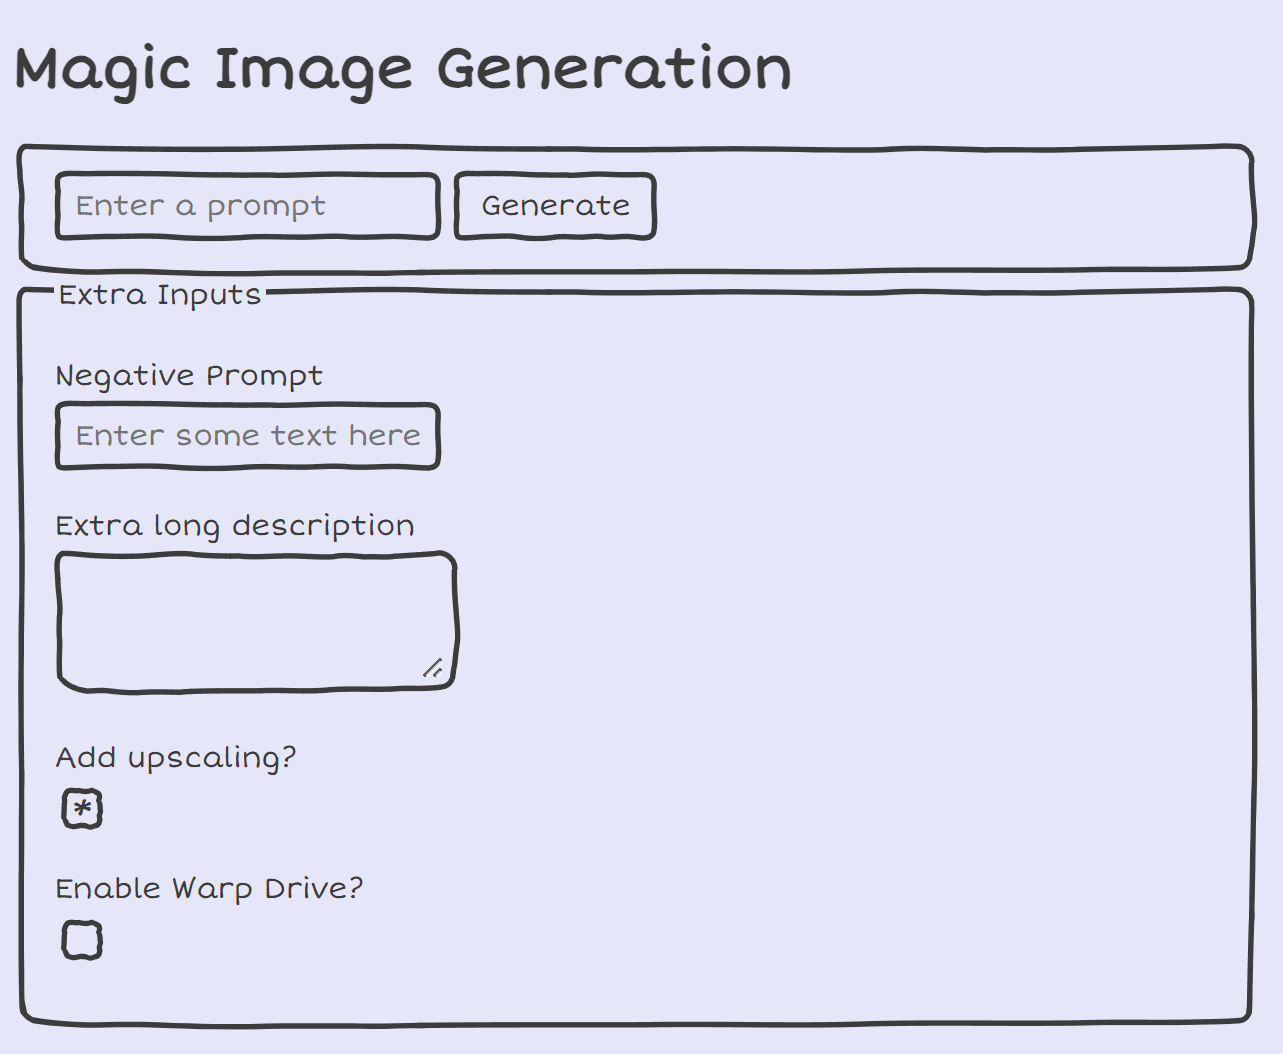 Magic Image Generation
Enter a prompt
Generate
Extra Inputs
Negative Prompt
Enter some text here
Extra long description
Add upscaling?
*
Enable Warp Drive?